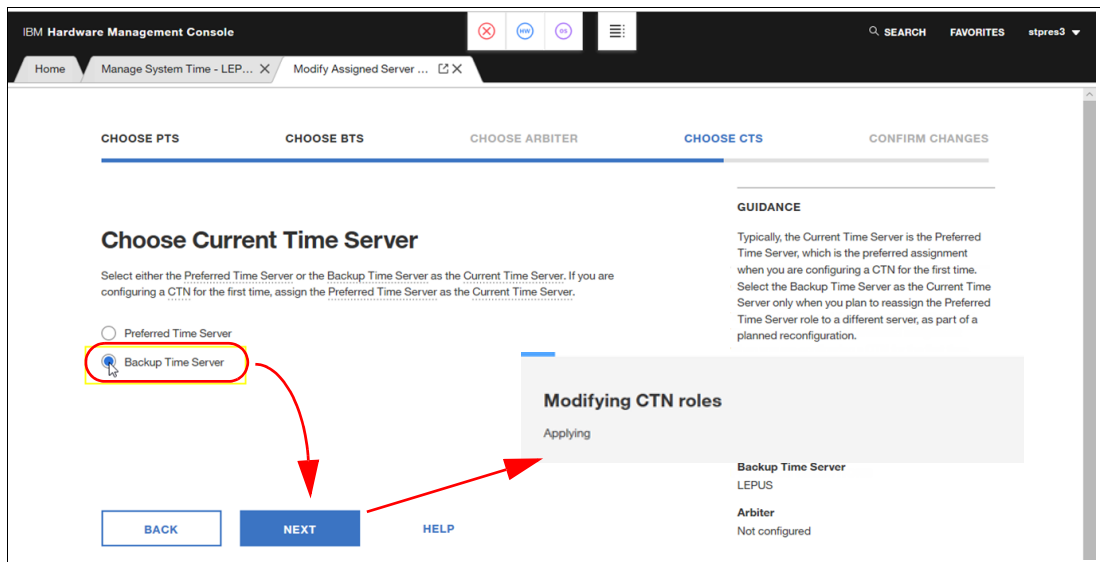 IBM Hardware Management Console
HW
OS
SEARCH
FAVORITES
stpres3
Home
Manage System Time - LEP...
Modify Assigned Server ...
CHOOSE PTS
CHOOSE BTS
CHOOSE ARBITER
CHOOSE CTS
CONFIRM CHANGES
Choose Current Time Server
Select either the Preferred Time Server or the Backup Time Server as the Current Time Server. If you are
configuring a CTN for the first time, assign the Preferred Time Server as the Current Time Server.
Preferred Time Server
Backup Time Server
BACK
NEXT
HELP
GUIDANCE
Typically, the Current Time Server is the Preferred
Time Server, which is the preferred assignment
when you are configuring a CTN for the first time.
Select the Backup Time Server as the Current Time
Server only when you plan to reassign the Preferred
Time Server role to a different server, as part of a
planned reconfiguration.
Modifying CTN roles
Applying
Backup Time Server
LEPUS
Arbiter
Not configured